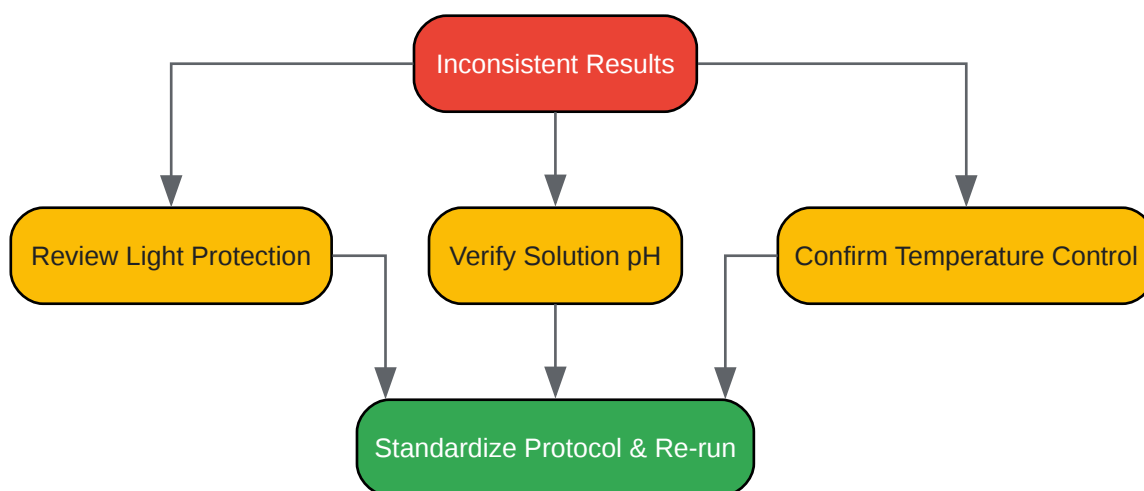 Inconsistent Results
Review Light Protection
Verify Solution pH
Confirm Temperature Control
Standardize Protocol & Re-run